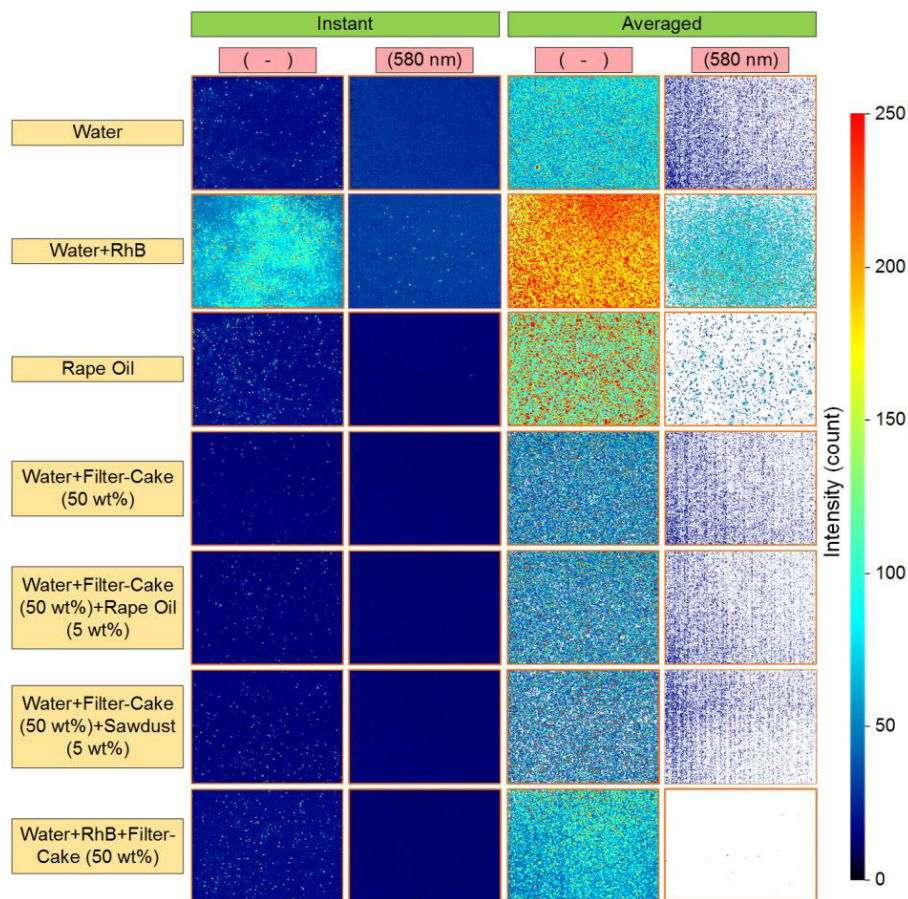 Instant Averaged
( - ) (580 nm) ( - ) (580 nm)
Water
Water+RhB
Rape Oil
Water+Filter-Cake
(50 wt%)
Water+Filter-Cake
(50 wt%)+Rape Oil
(5 wt%)
Water+Filter-Cake
(50 wt%)+Sawdust
(5 wt%)
Water+RhB+Filter-
Cake (50 wt%)
250
200
150
100
50
0
Intensity (count)